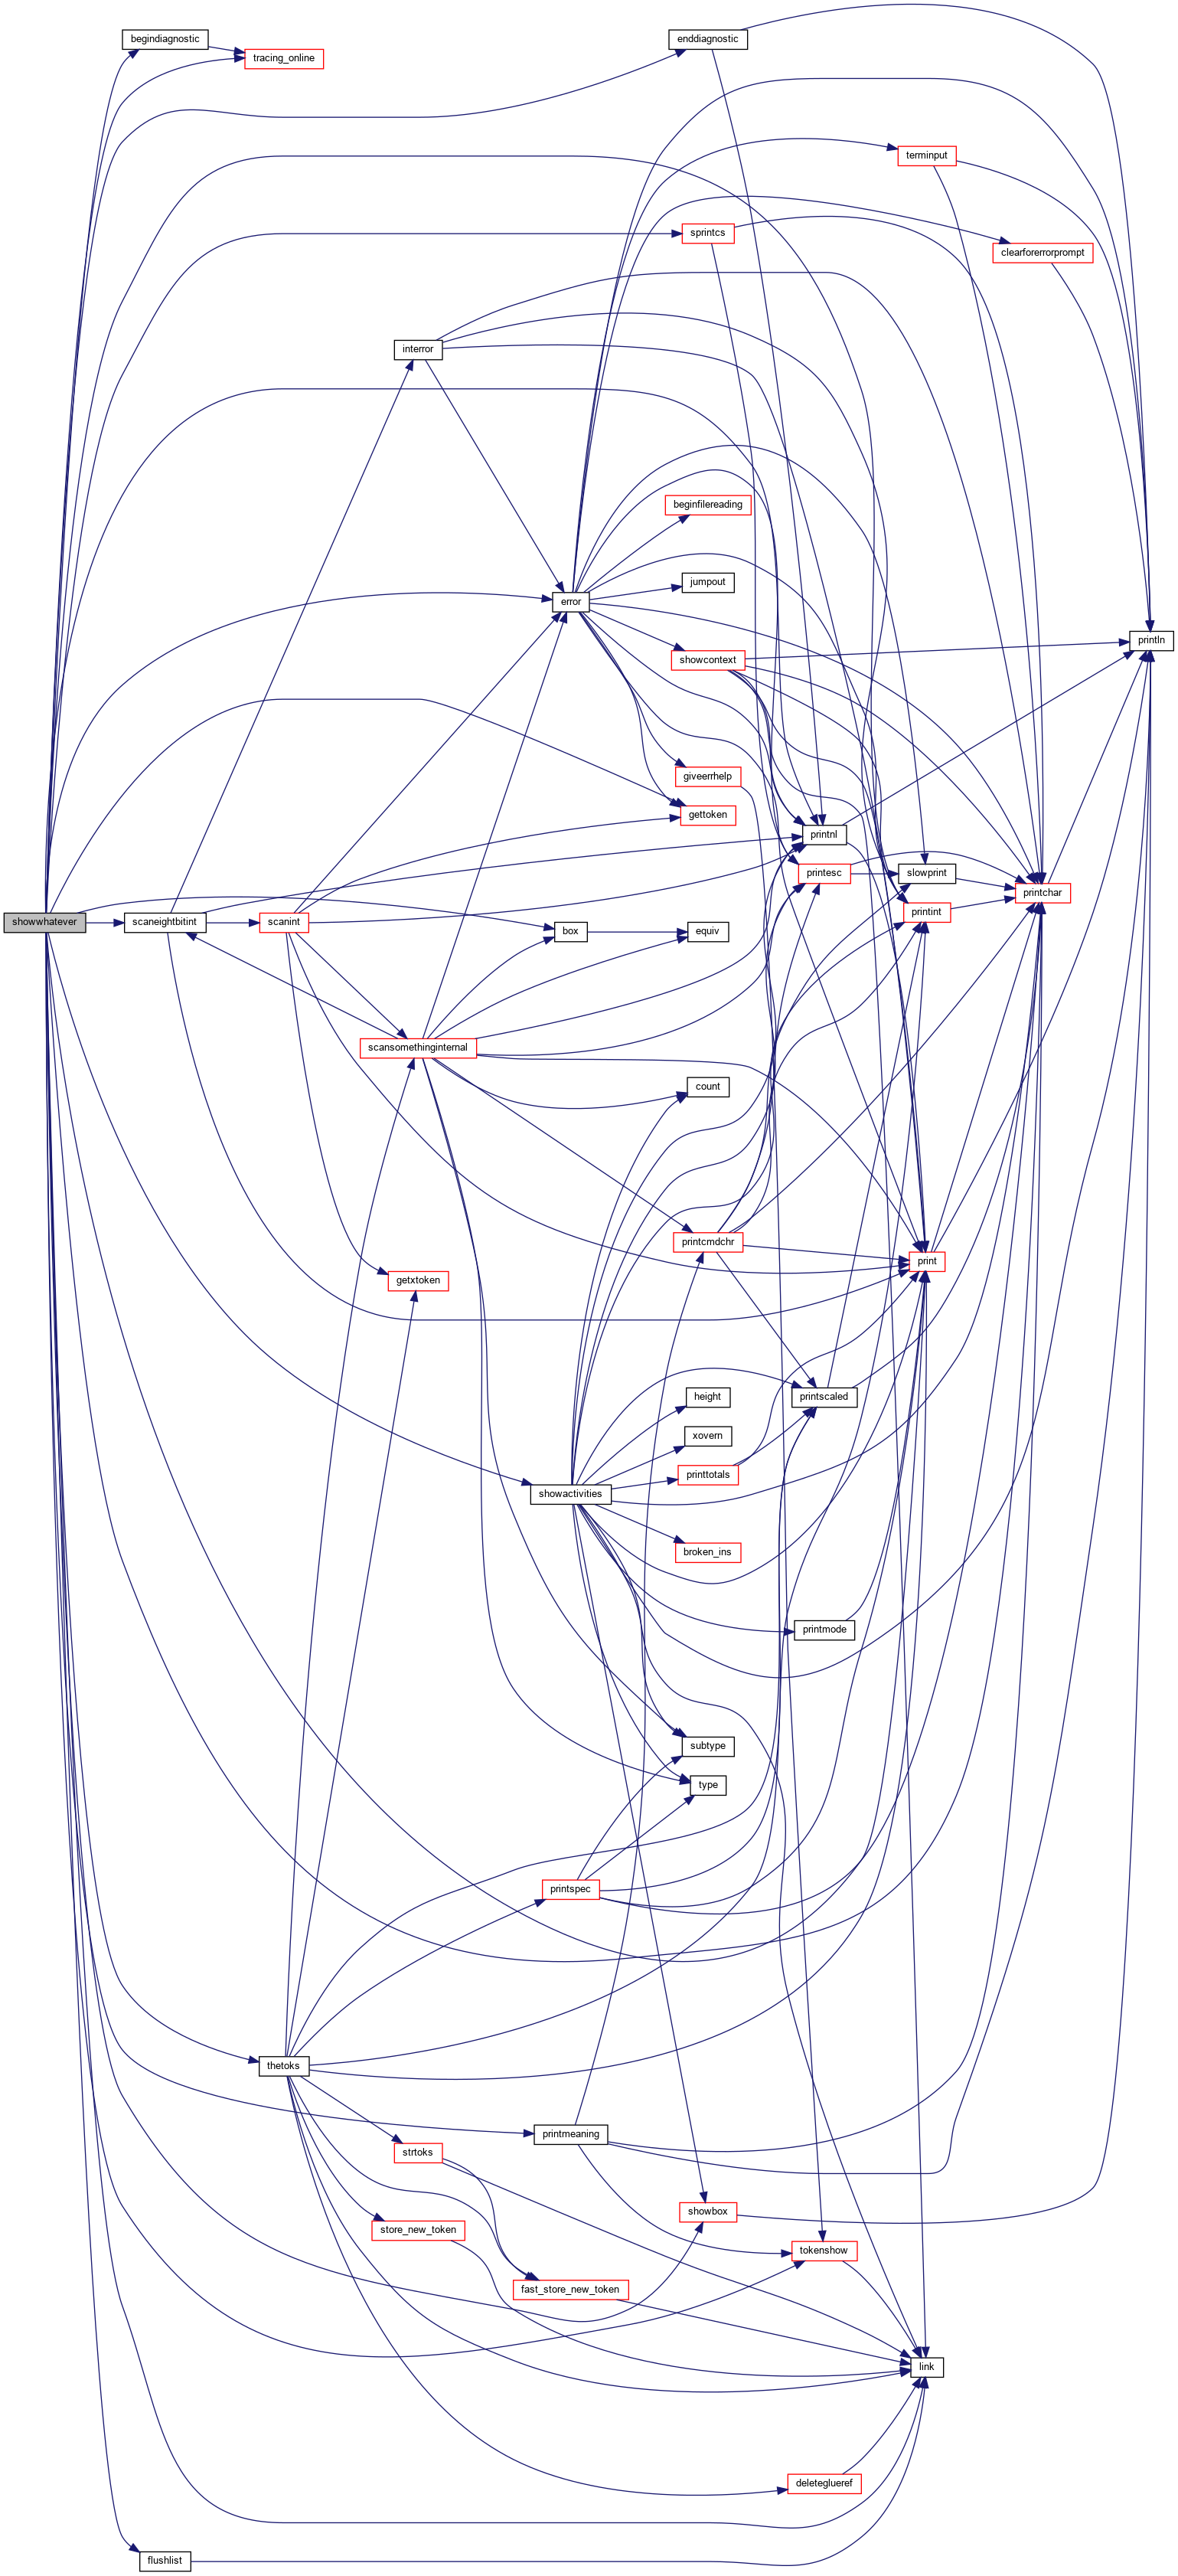 begindiagnostic
enddiagnostic
tracing_online
terminput
sprintcs
clearforerrorprompt
interror
beginfilereading
jumpout
error
println
showcontext
giveerrhelp
gettoken
printnl
printesc
slowprint
printchar
printint
showwhatever
scaneightbitint
scanint
box
equiv
scansomethinginternal
count
printcmdchr
print
getxtoken
height
printscaled
xovern
printtotals
showactivities
broken_ins
printmode
subtype
type
printspec
thetoks
printmeaning
strtoks
showbox
store_new_token
tokenshow
fast_store_new_token
link
deleteglueref
flushlist